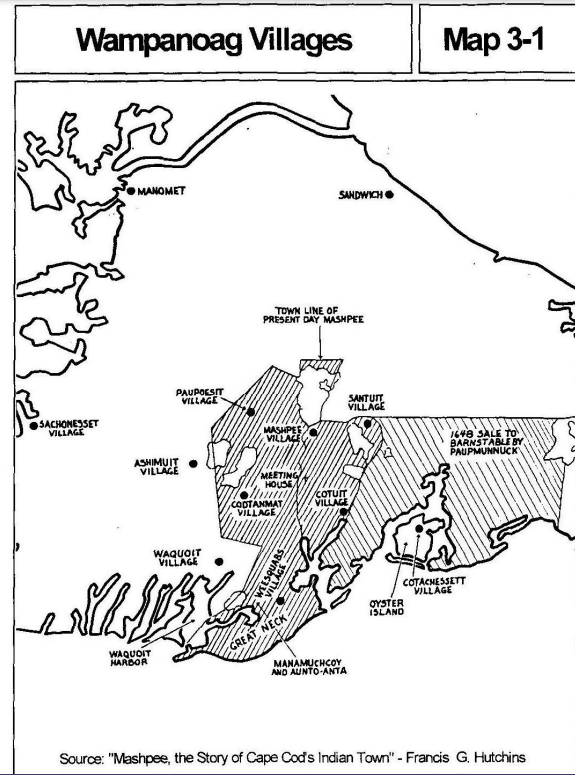 Wampanoag Villages
Map 3-1
MANOMET
SANDWICH
TOWN LINE OF
PRESENT DAY MASHPEE
PAUPOESIT
VILLAGE
SANTUIT
VILLAGE
SACHONESSET
VILLAGE
MASHPEE
VILLAGE
1648 SALE TO
BARNSTABLE BY
PAUPMUNNUCK
ASHIMUIT
VILLAGE
MEETING
HOUSE
COTUIT
VILLAGE
CODTANMAT
VILLAGE
WAQUOIT
VILLAGE
WEESQUABS
VILLAGE
COTACHESSETT
VILLAGE
OYSTER
ISLAND
GREAT NECK
WAQUOIT
HARBOR
MANAMUCHCOY
AND AUNTO-ANTA
Source: "Mashpee, the Story of Cape Cod's Indian Town" - Francis G. Hutchins